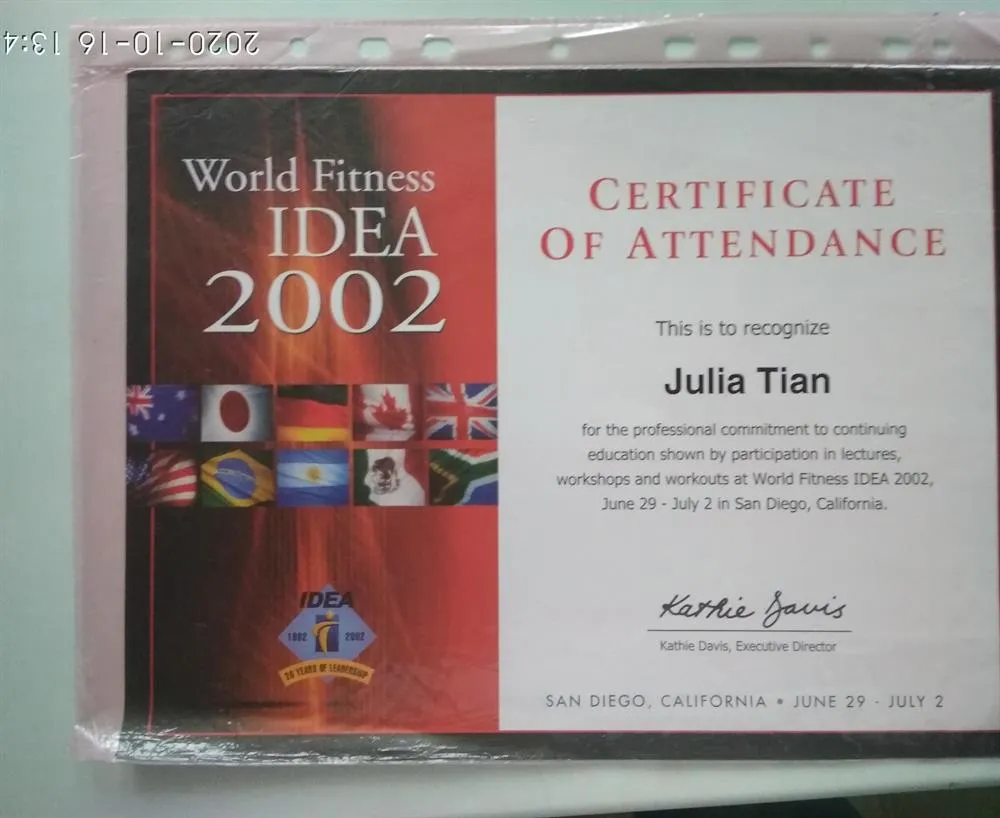 2020-10-16 13:4
World Fitness
IDEA
2002
IDEA
1982 2002
20 YEARS OF LEADERSHIP
CERTIFICATE
OF ATTENDANCE
This is to recognize
Julia Tian
for the professional commitment to continuing
education shown by participation in lectures,
workshops and workouts at World Fitness IDEA 2002,
June 29 - July 2 in San Diego, California.
Kathie Davis
Kathie Davis, Executive Director
SAN DIEGO, CALIFORNIA • JUNE 29 - JULY 2